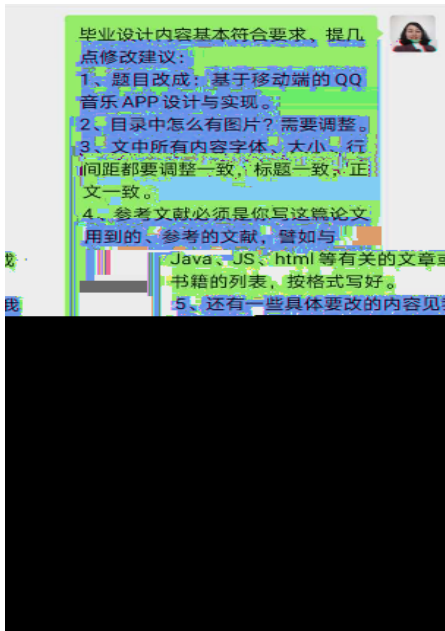 毕业设计内容基本符合要求、提几
点修改建议:
1、题目改成:基于移动端的QQ
音乐APP设计与实现。
2、目录中怎么有图片?需要调整。
3、文中所有内容字体、大小、行
间距都要调整一致,标题一致,正
文一致。
4、参考文献必须是你写这篇论文
用到的、参考的文献,譬如与
Java、JS、html等有关的文章或
书籍的列表,按格式写好。
我
5、还有一些具体要改的内容见